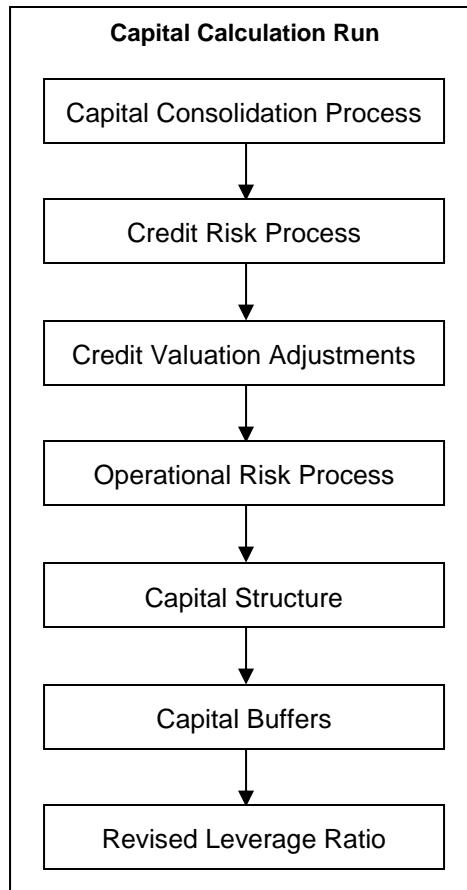 Capital Calculation Run
Capital Consolidation Process
Credit Risk Process
Credit Valuation Adjustments
Operational Risk Process
Capital Structure
Capital Buffers
Revised Leverage Ratio